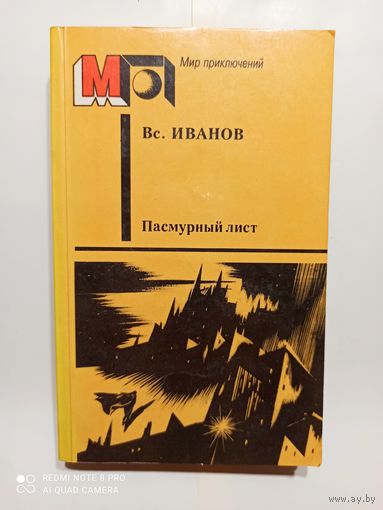 МП
Мир приключений
Вс. ИВАНОВ
Пасмурный лист
REDMI NOTE 8 PRO
AI QUAD CAMERA
www.ay.by